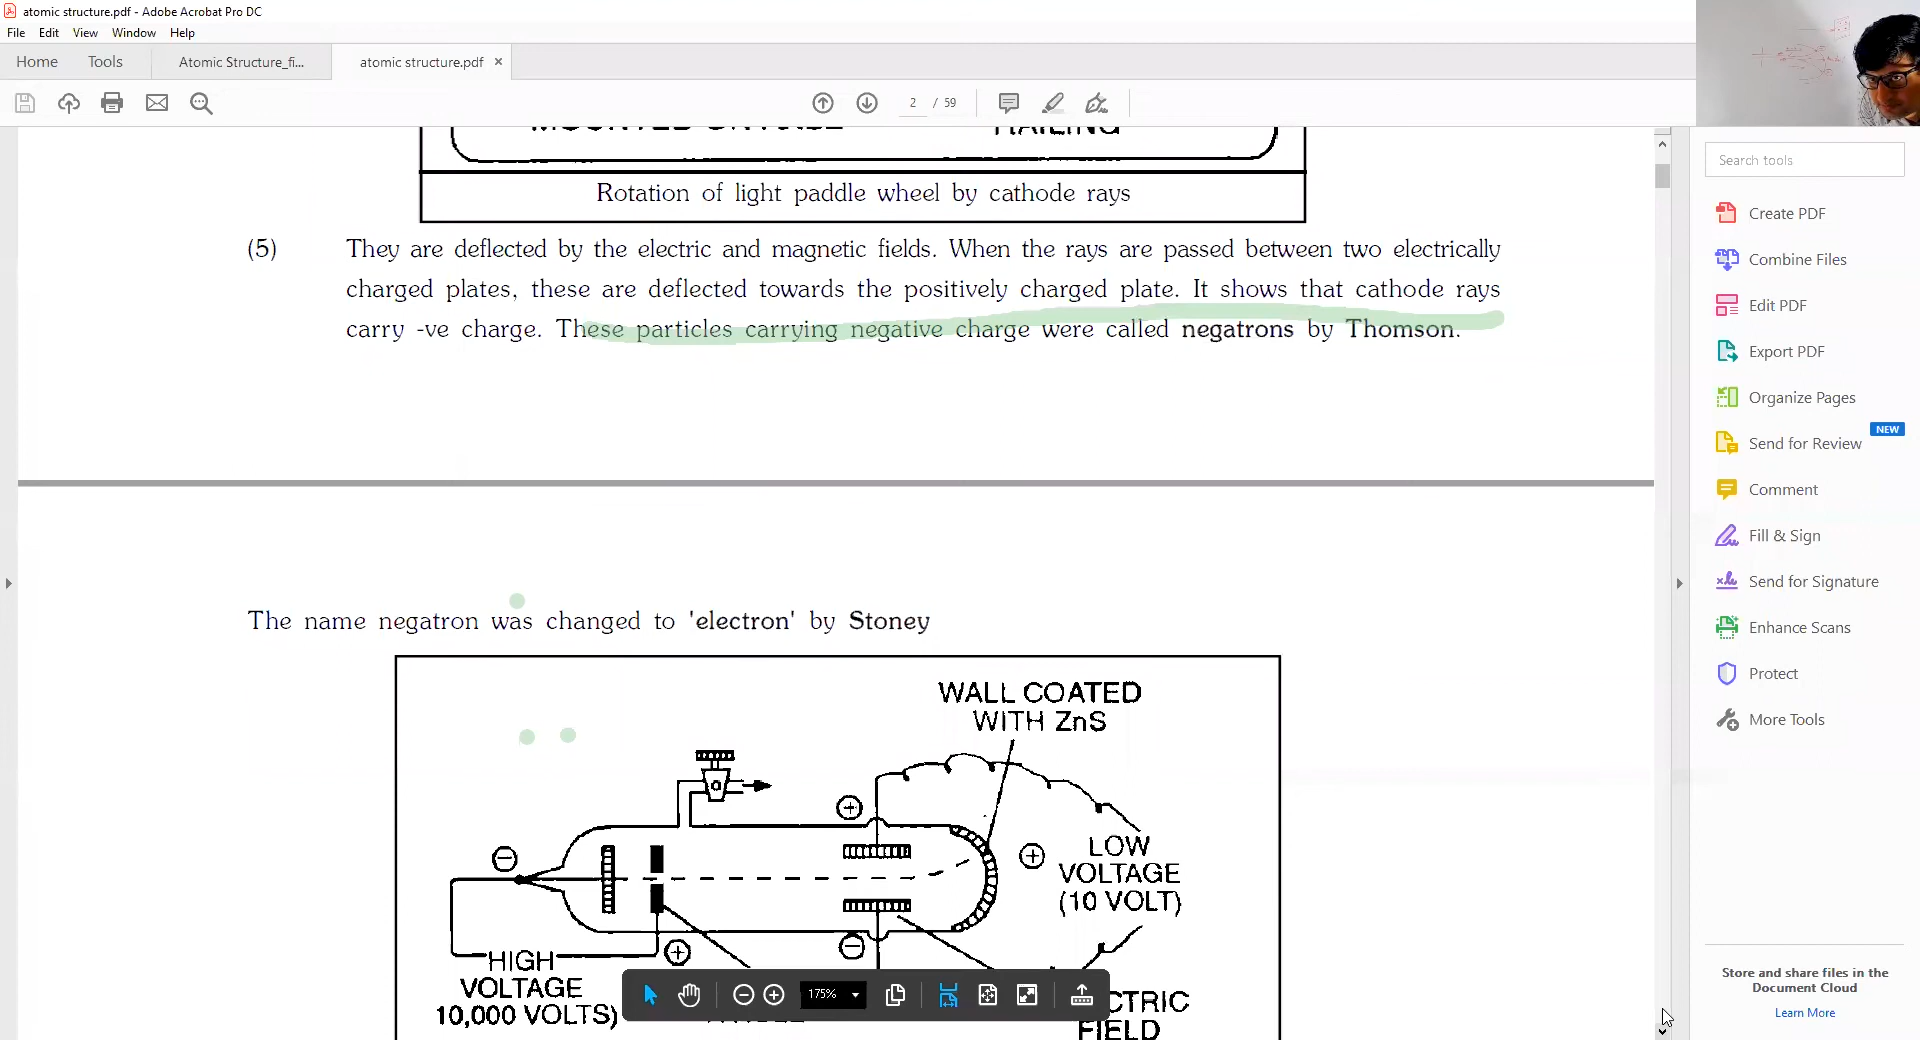 atomic structure.pdf - Adobe Acrobat Pro DC
File Edit View Window Help
Home Tools Atomic Structure_fi... atomic structure.pdf ×
2 / 59
Rotation of light paddle wheel by cathode rays
(5) They are deflected by the electric and magnetic fields. When the rays are passed between two electrically
charged plates, these are deflected towards the positively charged plate. It shows that cathode rays
carry -ve charge. These particles carrying negative charge were called negatrons by Thomson.
The name negatron was changed to 'electron' by Stoney
WALL COATED
WITH ZnS
LOW
VOLTAGE
(10 VOLT)
HIGH
VOLTAGE
10,000 VOLTS)
CTRIC
FIELD
175%
Search tools
Create PDF
Combine Files
Edit PDF
Export PDF
Organize Pages
Send for Review NEW
Comment
Fill & Sign
Send for Signature
Enhance Scans
Protect
More Tools
Store and share files in the
Document Cloud
Learn More